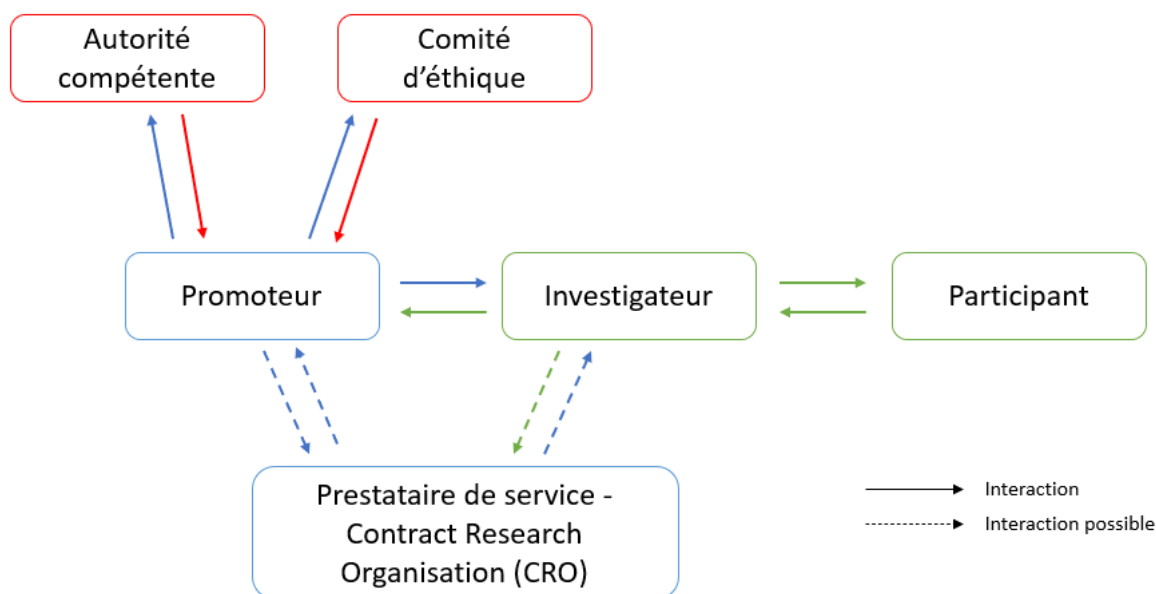 Autorité
compétente
Comité
d'éthique
Promoteur
Investigateur
Participant
Prestataire de service -
Contract Research
Organisation (CRO)
Interaction
Interaction possible